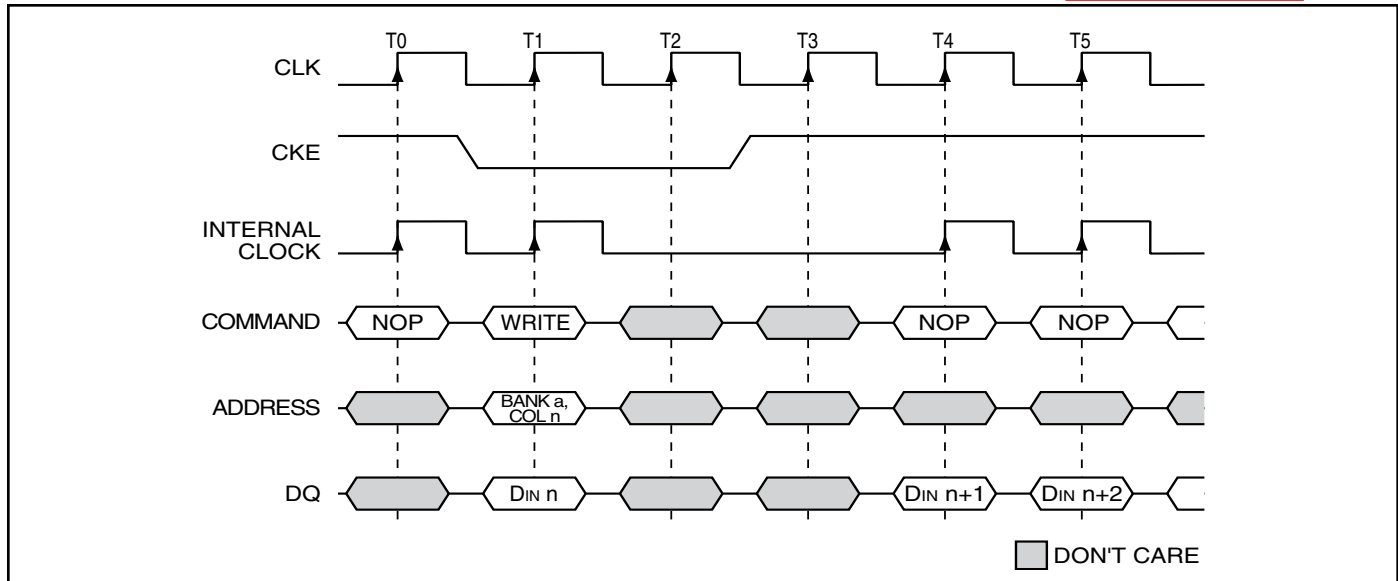 T0 T1 T2 T3 T4 T5
CLK
CKE
INTERNAL
CLOCK
COMMAND NOP WRITE NOP NOP
ADDRESS BANK a,
COL n
DQ DIN n DIN n+1 DIN n+2
DON'T CARE